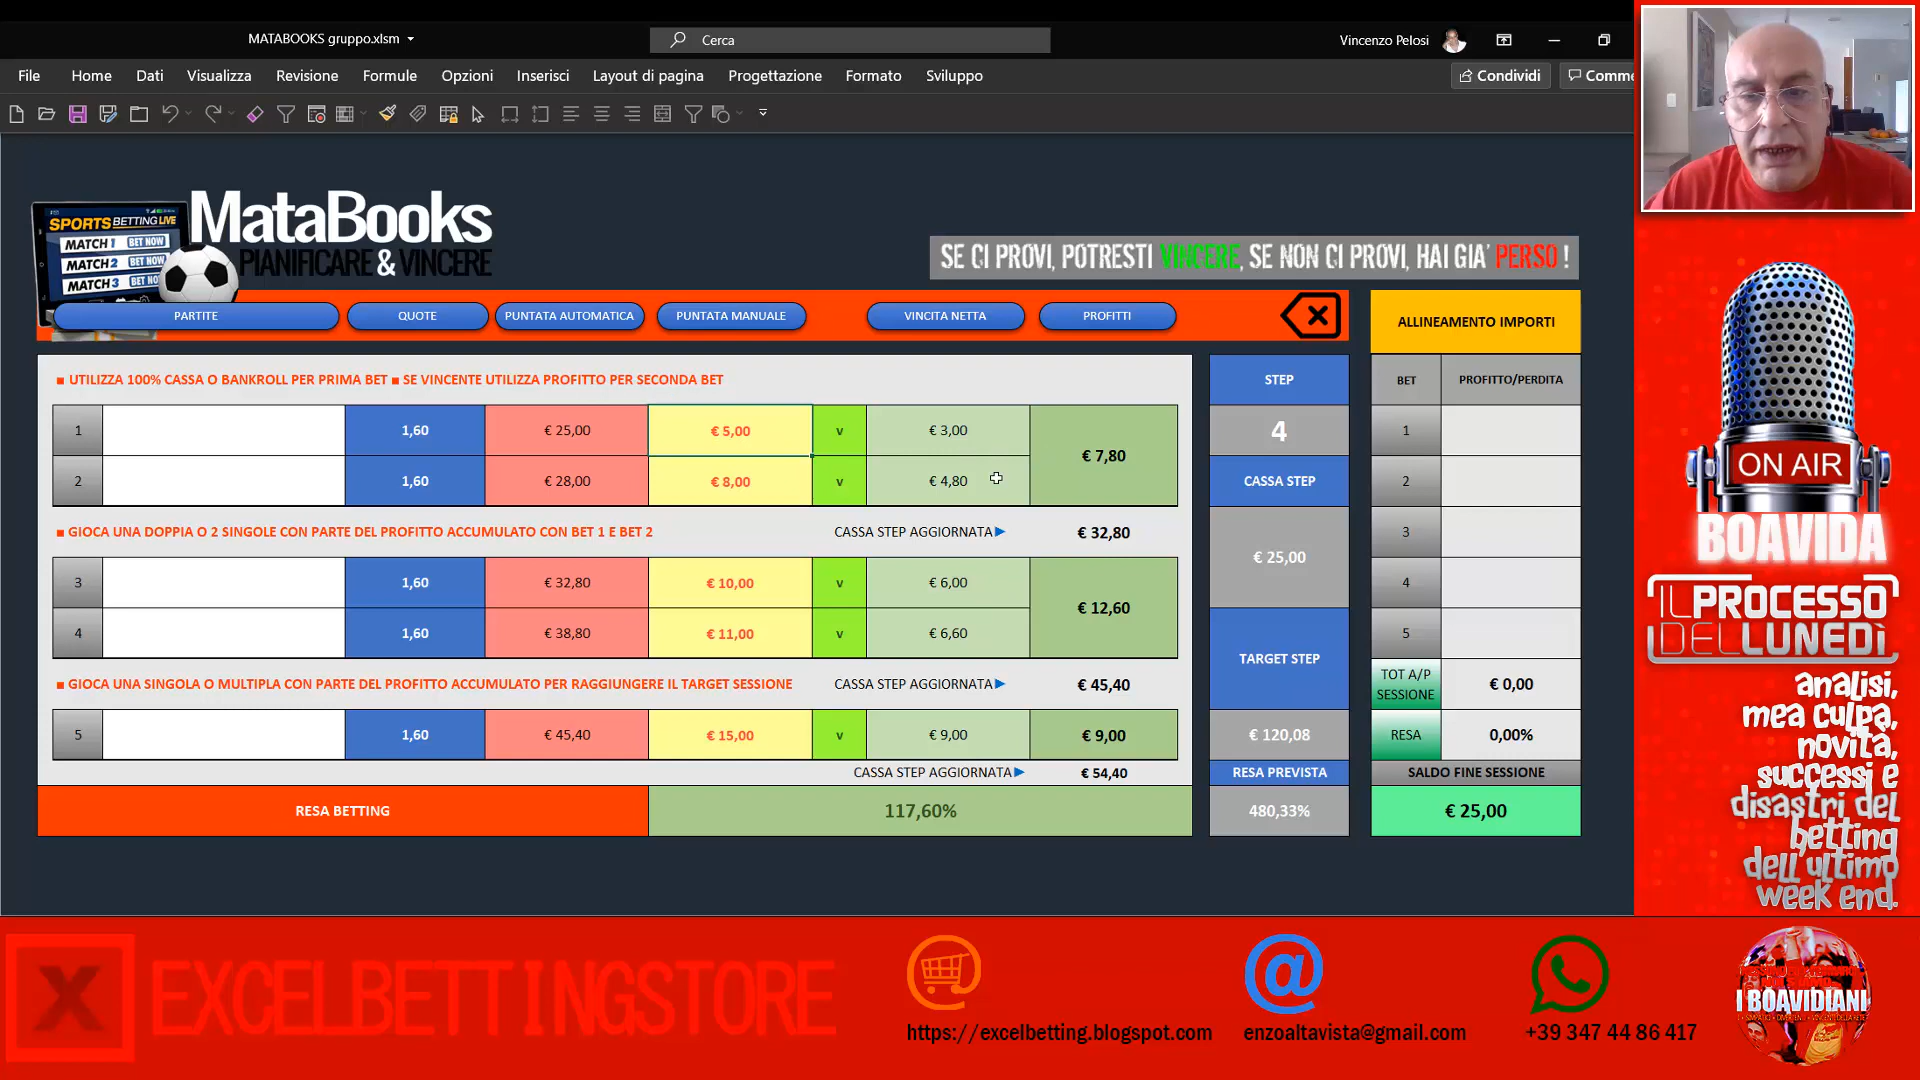 MATABOOKS gruppo.xlsm
Cerca
Vincenzo Pelosi
File Home Dati Visualizza Revisione Formule Opzioni Inserisci Layout di pagina Progettazione Formato Sviluppo
Condividi
Comme
SPORTS BETTING LIVE
MATCH 1 BET NOW
MATCH 2 BET NOW
MATCH 3 BET NO
MataBooks
PIANIFICARE & VINCERE
SE CI PROVI, POTRESTI VINCERE, SE NON CI PROVI, HAI GIA' PERSO !
PARTITE QUOTE PUNTATA AUTOMATICA PUNTATA MANUALE VINCITA NETTA PROFITTI
■ UTILIZZA 100% CASSA O BANKROLL PER PRIMA BET ■ SE VINCENTE UTILIZZA PROFITTO PER SECONDA BET
1 1,60 € 25,00 € 5,00 v € 3,00
€ 7,80
2 1,60 € 28,00 € 8,00 v € 4,80
■ GIOCA UNA DOPPIA O 2 SINGOLE CON PARTE DEL PROFITTO ACCUMULATO CON BET 1 E BET 2
CASSA STEP AGGIORNATA► € 32,80
3 1,60 € 32,80 € 10,00 v € 6,00
€ 12,60
4 1,60 € 38,80 € 11,00 v € 6,60
■ GIOCA UNA SINGOLA O MULTIPLA CON PARTE DEL PROFITTO ACCUMULATO PER RAGGIUNGERE IL TARGET SESSIONE
CASSA STEP AGGIORNATA► € 45,40
5 1,60 € 45,40 € 15,00 v € 9,00 € 9,00
CASSA STEP AGGIORNATA► € 54,40
RESA BETTING 117,60%
STEP
4
CASSA STEP
€ 25,00
TARGET STEP
€ 120,08
RESA PREVISTA
480,33%
ALLINEAMENTO IMPORTI
BET PROFITTO/PERDITA
1
2
3
4
5
TOT A/P
SESSIONE
€ 0,00
RESA 0,00%
SALDO FINE SESSIONE
€ 25,00
ON AIR
BOAVIDA
IL PROCESSO
DEL LUNEDÌ
analisi,
mea culpa,
novità,
successi e
disastri del
betting
dell'ultimo
week end.
X EXCELBETTINGSTORE
https://excelbetting.blogspot.com
enzoaltavista@gmail.com
+39 347 44 86 417
I BOAVIDIANI